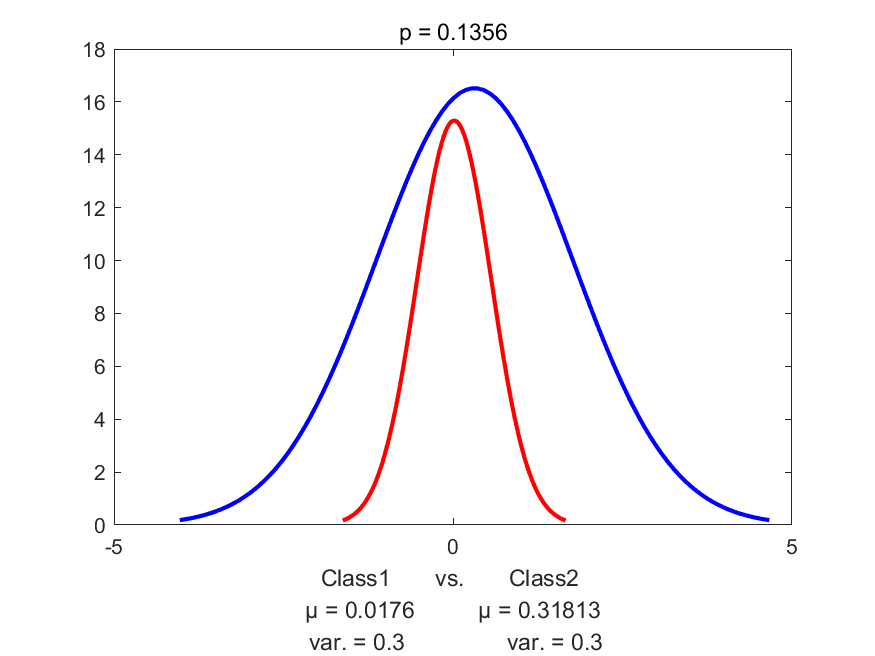 p = 0.1356
18
16
14
12
10
8
6
4
2
0
-5 0 5
Class1 vs. Class2
μ = 0.0176 μ = 0.31813
var. = 0.3 var. = 0.3